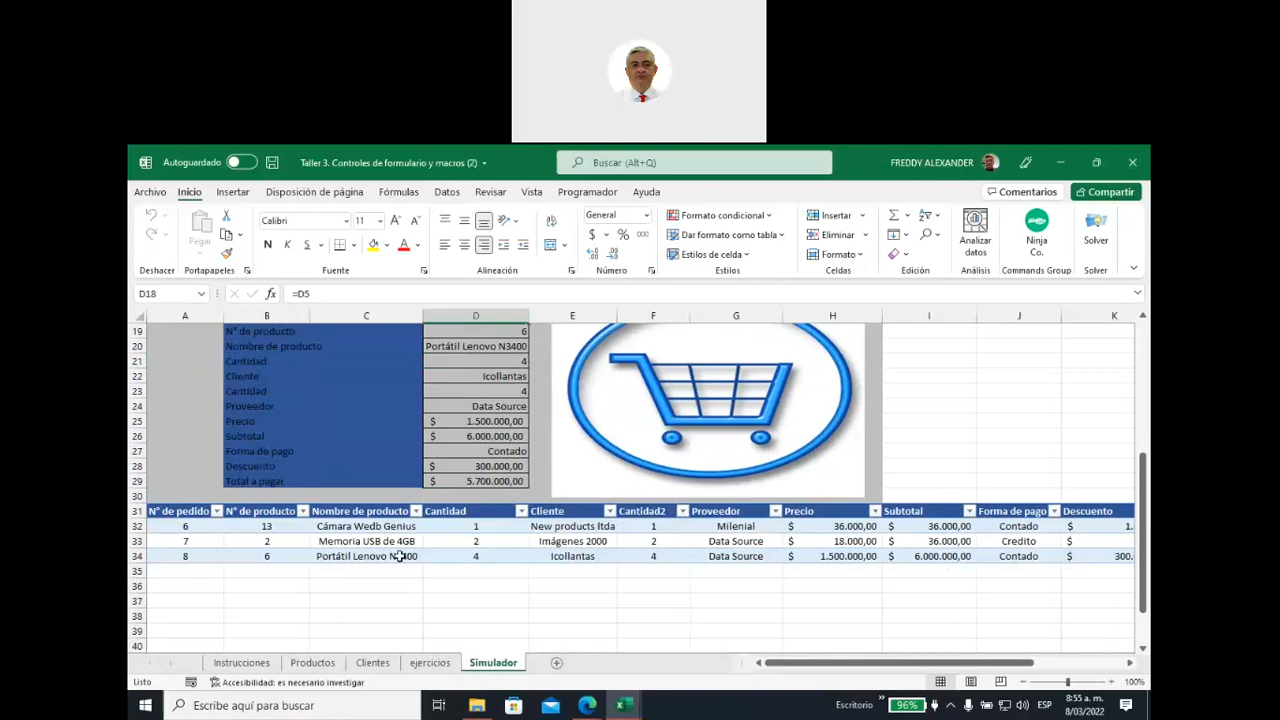 Autoguardado Taller 3. Controles de formulario y macros (2) Buscar (Alt+Q) FREDDY ALEXANDER
Archivo Inicio Insertar Disposición de página Fórmulas Datos Revisar Vista Programador Ayuda Comentarios Compartir
Pegar Calibri 11 General Formato condicional Insertar
N K S $ % 000 Dar formato como tabla Eliminar Analizar datos Ninja Co. Solver
Estilos de celda Formato
Deshacer Portapapeles Fuente Alineación Número Estilos Celdas Edición Análisis Commands Group Solver
D18 fx =D5
A B C D E F G H I J K
19 N° de producto 6
20 Nombre de producto Portátil Lenovo N3400
21 Cantidad 4
22 Cliente Icollantas
23 Cantidad 4
24 Proveedor Data Source
25 Precio $ 1.500.000,00
26 Subtotal $ 6.000.000,00
27 Forma de pago Contado
28 Descuento $ 300.000,00
29 Total a pagar $ 5.700.000,00
30
31 N° de pedido N° de producto Nombre de producto Cantidad Cliente Cantidad2 Proveedor Precio Subtotal Forma de pago Descuento
32 6 13 Cámara Wedb Genius 1 New products ltda 1 Milenial $ 36.000,00 $ 36.000,00 Contado $ 1.
33 7 2 Memoria USB de 4GB 2 Imágenes 2000 2 Data Source $ 18.000,00 $ 36.000,00 Credito $
34 8 6 Portátil Lenovo N3400 4 Icollantas 4 Data Source $ 1.500.000,00 $ 6.000.000,00 Contado $ 300.
35
36
37
38
39
40
Instrucciones Productos Clientes ejercicios Simulador
Listo Accesibilidad: es necesario investigar 100%
Escribe aquí para buscar Escritorio 96% ESP 8:55 a. m.
8/03/2022